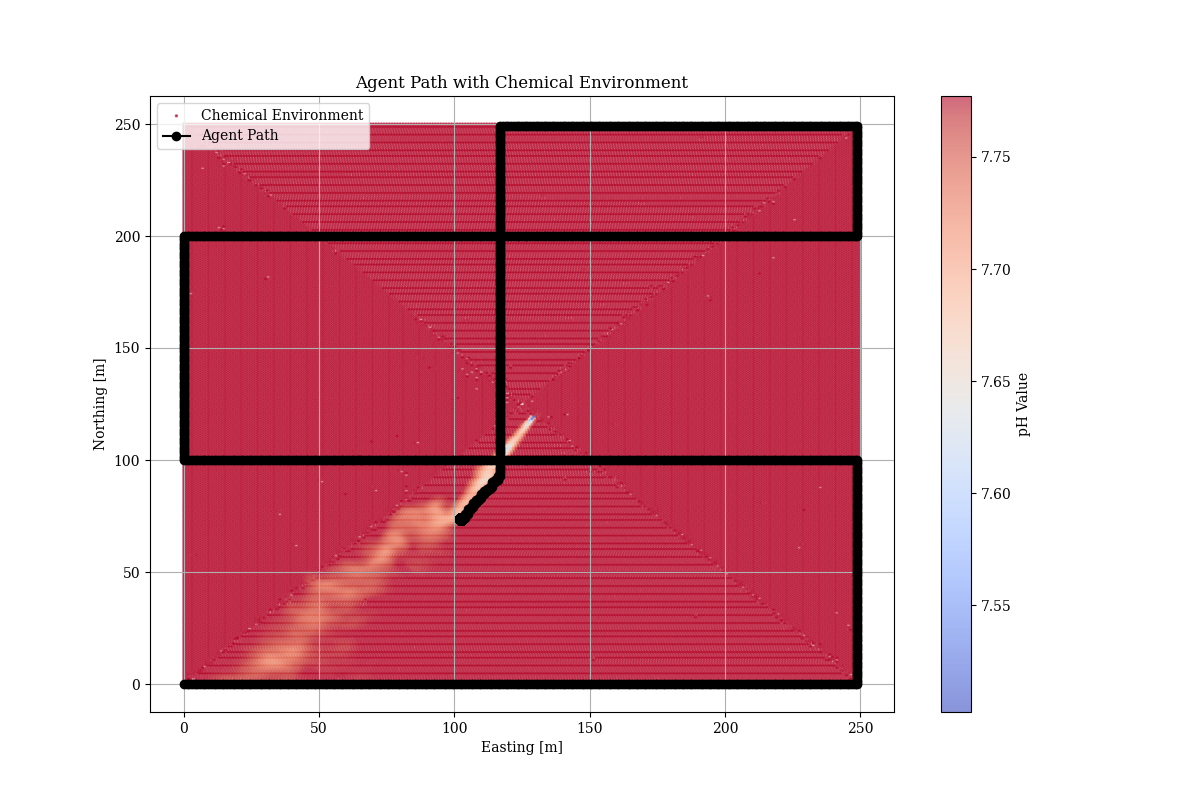 Agent Path with Chemical Environment
Chemical Environment
Agent Path
250
200
150
100
50
0
Northing [m]
0 50 100 150 200 250
Easting [m]
7.75
7.70
7.65
7.60
7.55
pH Value